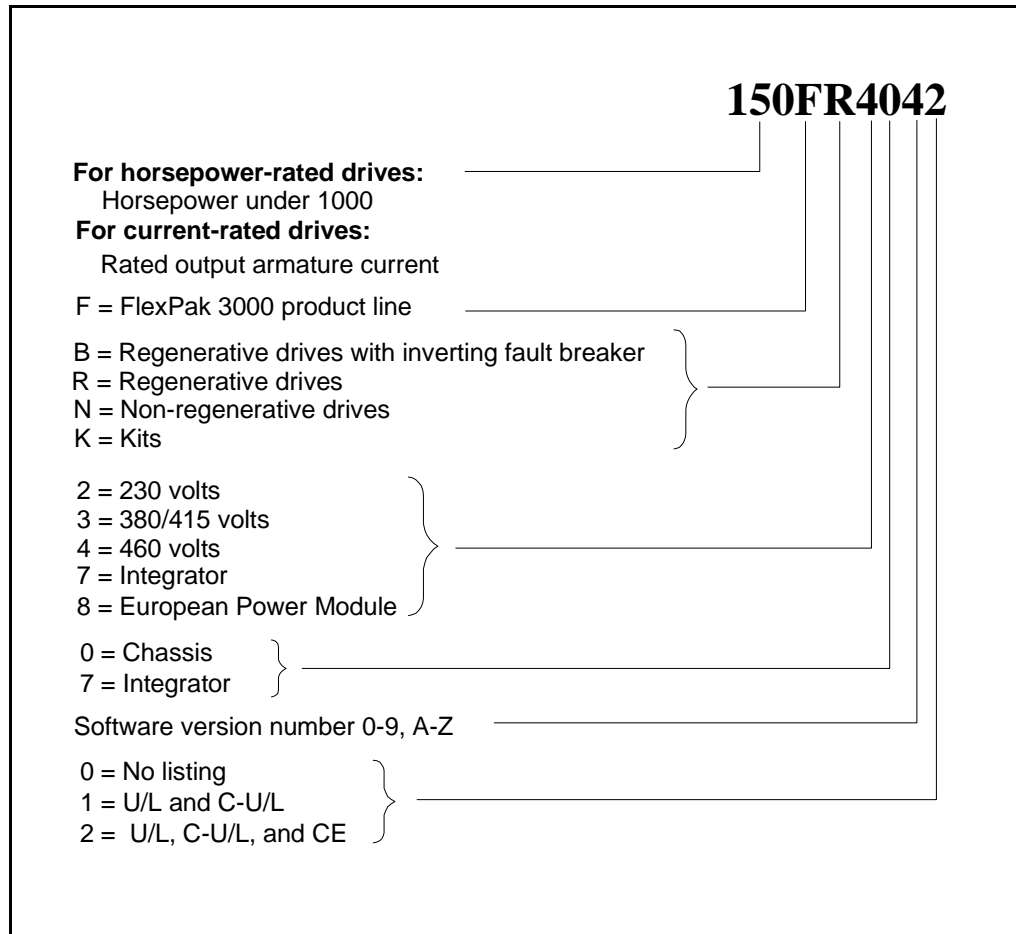 150FR4042
For horsepower-rated drives:
Horsepower under 1000
For current-rated drives:
Rated output armature current
F = FlexPak 3000 product line
B = Regenerative drives with inverting fault breaker
R = Regenerative drives
N = Non-regenerative drives
K = Kits
2 = 230 volts
3 = 380/415 volts
4 = 460 volts
7 = Integrator
8 = European Power Module
0 = Chassis
7 = Integrator
Software version number 0-9, A-Z
0 = No listing
1 = U/L and C-U/L
2 = U/L, C-U/L, and CE